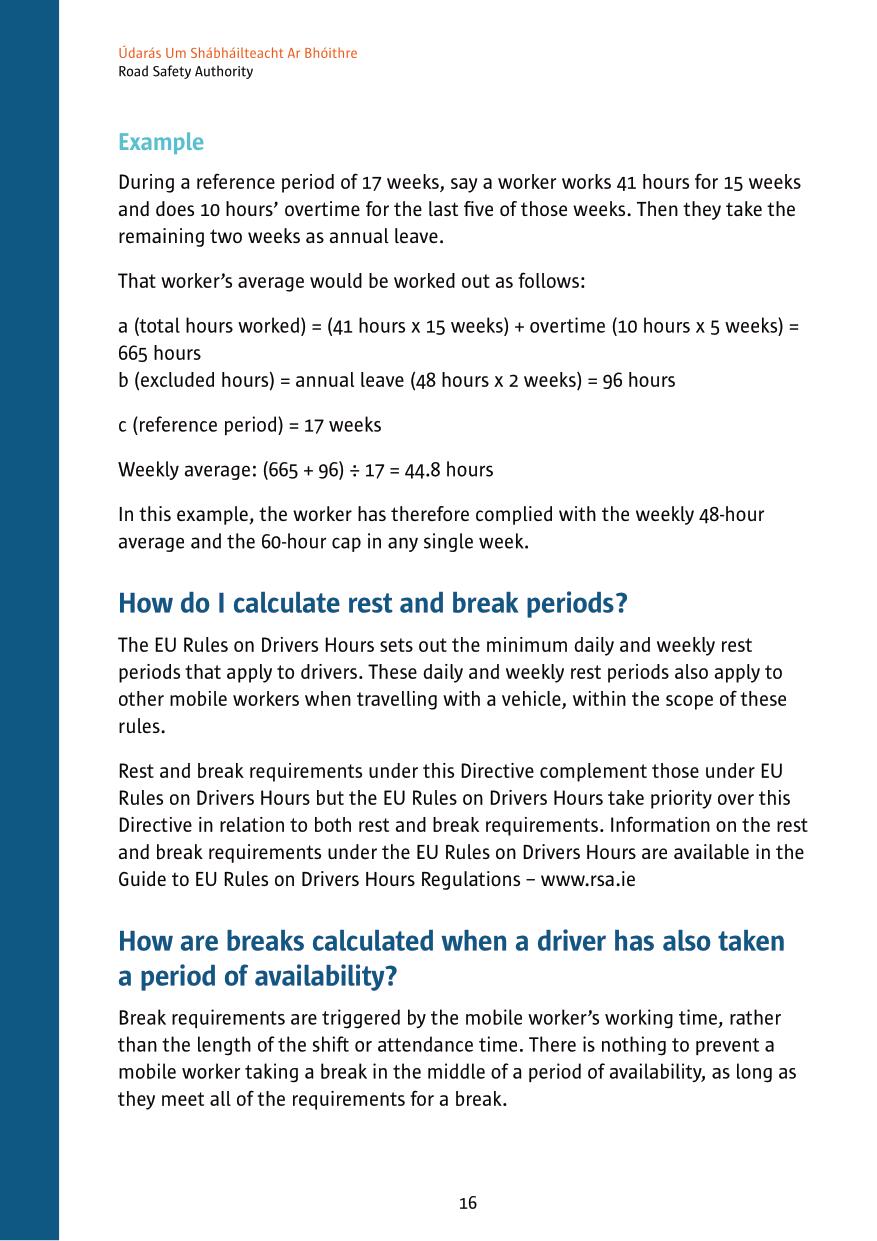 Údarás Um Shábháilteacht Ar Bhóithre
Road Safety Authority
Example
During a reference period of 17 weeks, say a worker works 41 hours for 15 weeks
and does 10 hours’ overtime for the last five of those weeks. Then they take the
remaining two weeks as annual leave.
That worker’s average would be worked out as follows:
a (total hours worked) = (41 hours x 15 weeks) + overtime (10 hours x 5 weeks) =
665 hours
b (excluded hours) = annual leave (48 hours x 2 weeks) = 96 hours
c (reference period) = 17 weeks
Weekly average: (665 + 96) ÷ 17 = 44.8 hours
In this example, the worker has therefore complied with the weekly 48-hour
average and the 60-hour cap in any single week.
How do I calculate rest and break periods?
The EU Rules on Drivers Hours sets out the minimum daily and weekly rest
periods that apply to drivers. These daily and weekly rest periods also apply to
other mobile workers when travelling with a vehicle, within the scope of these
rules.
Rest and break requirements under this Directive complement those under EU
Rules on Drivers Hours but the EU Rules on Drivers Hours take priority over this
Directive in relation to both rest and break requirements. Information on the rest
and break requirements under the EU Rules on Drivers Hours are available in the
Guide to EU Rules on Drivers Hours Regulations – www.rsa.ie
How are breaks calculated when a driver has also taken
a period of availability?
Break requirements are triggered by the mobile worker’s working time, rather
than the length of the shift or attendance time. There is nothing to prevent a
mobile worker taking a break in the middle of a period of availability, as long as
they meet all of the requirements for a break.
16